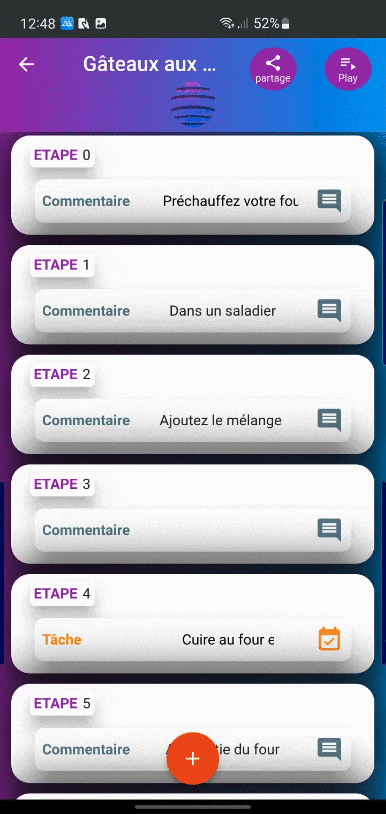 12:48
52%
Gâteaux aux ...
partage
Play
ETAPE 0
Commentaire Préchauffez votre fou
ETAPE 1
Commentaire Dans un saladier
ETAPE 2
Commentaire Ajoutez le mélange
ETAPE 3
Commentaire
ETAPE 4
Tâche Cuire au four e
ETAPE 5
Commentaire tie du four
+